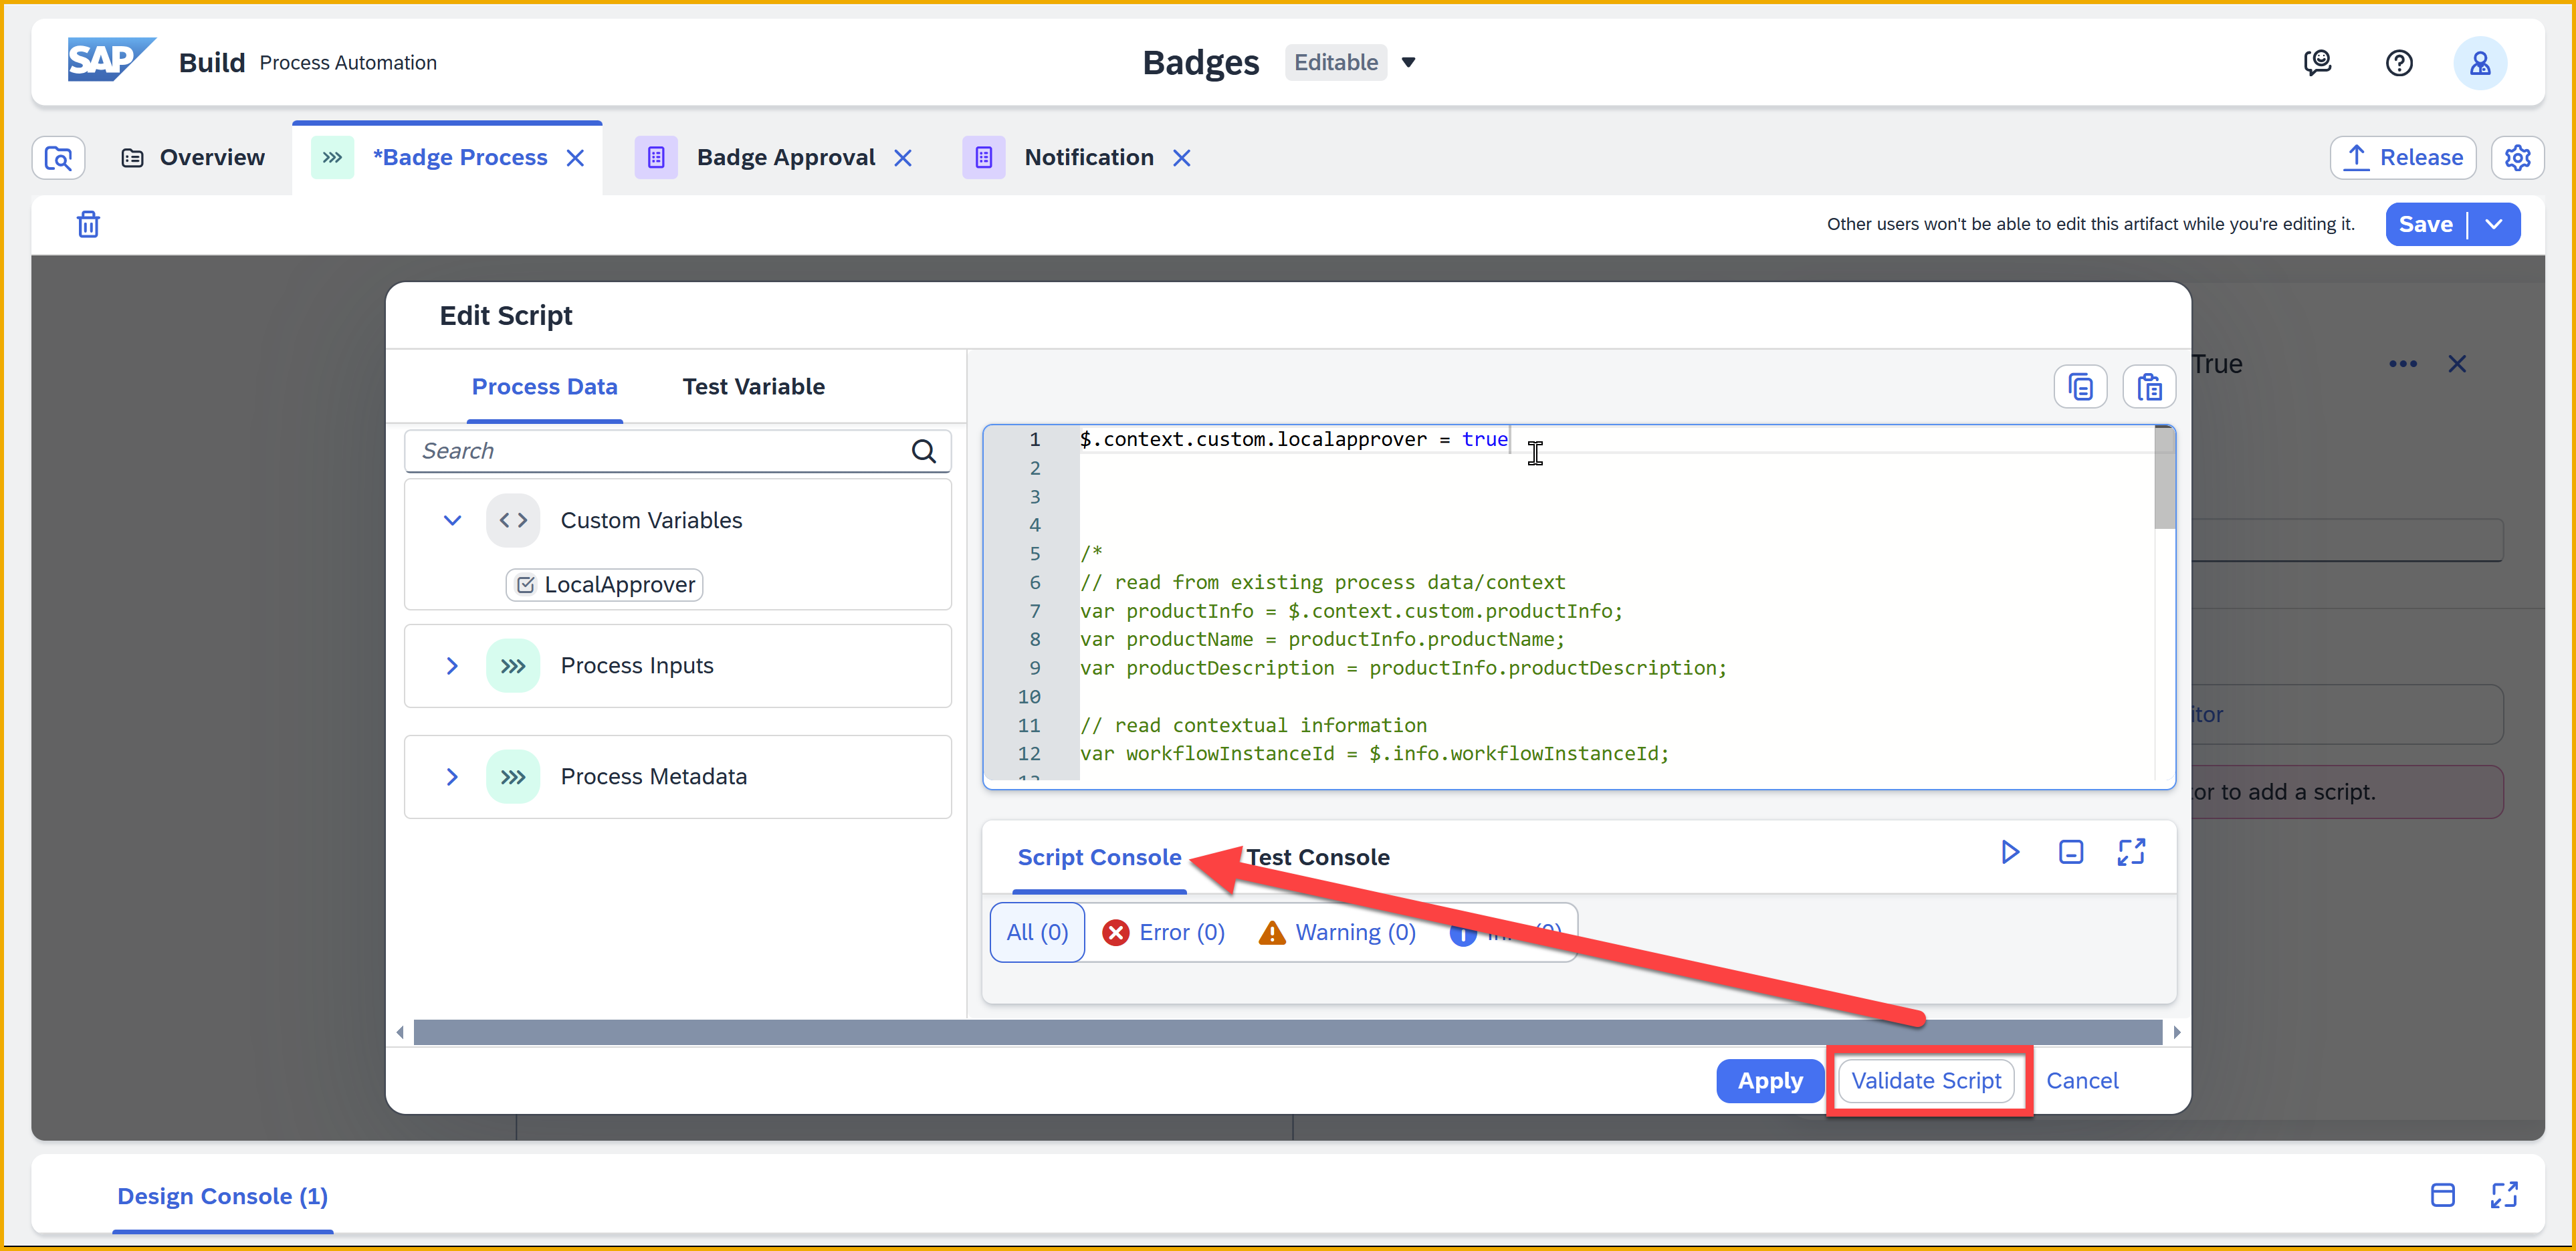 SAP Build Process Automation
Badges Editable
Overview
*Badge Process
Badge Approval
Notification
Release
Other users won't be able to edit this artifact while you're editing it.
Save
Edit Script
True
Process Data
Test Variable
Search
Custom Variables
LocalApprover
Process Inputs
Process Metadata
1 $.context.custom.localapprover = true
2
3
4
5 /*
6 // read from existing process data/context
7 var productInfo = $.context.custom.productInfo;
8 var productName = productInfo.productName;
9 var productDescription = productInfo.productDescription;
10
11 // read contextual information
12 var workflowInstanceId = $.info.workflowInstanceId;
to add a script.
Script Console
Test Console
All (0)
Error (0)
Warning (0)
Apply
Validate Script
Cancel
Design Console (1)